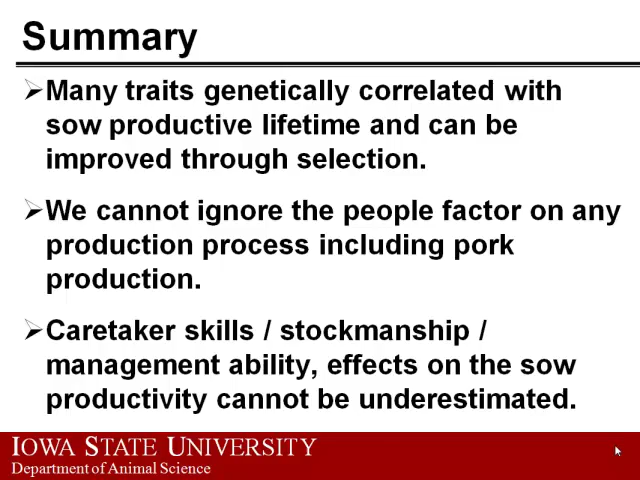 Summary
Many traits genetically correlated with
sow productive lifetime and can be
improved through selection.
We cannot ignore the people factor on any
production process including pork
production.
Caretaker skills / stockmanship /
management ability, effects on the sow
productivity cannot be underestimated.
IOWA STATE UNIVERSITY
Department of Animal Science